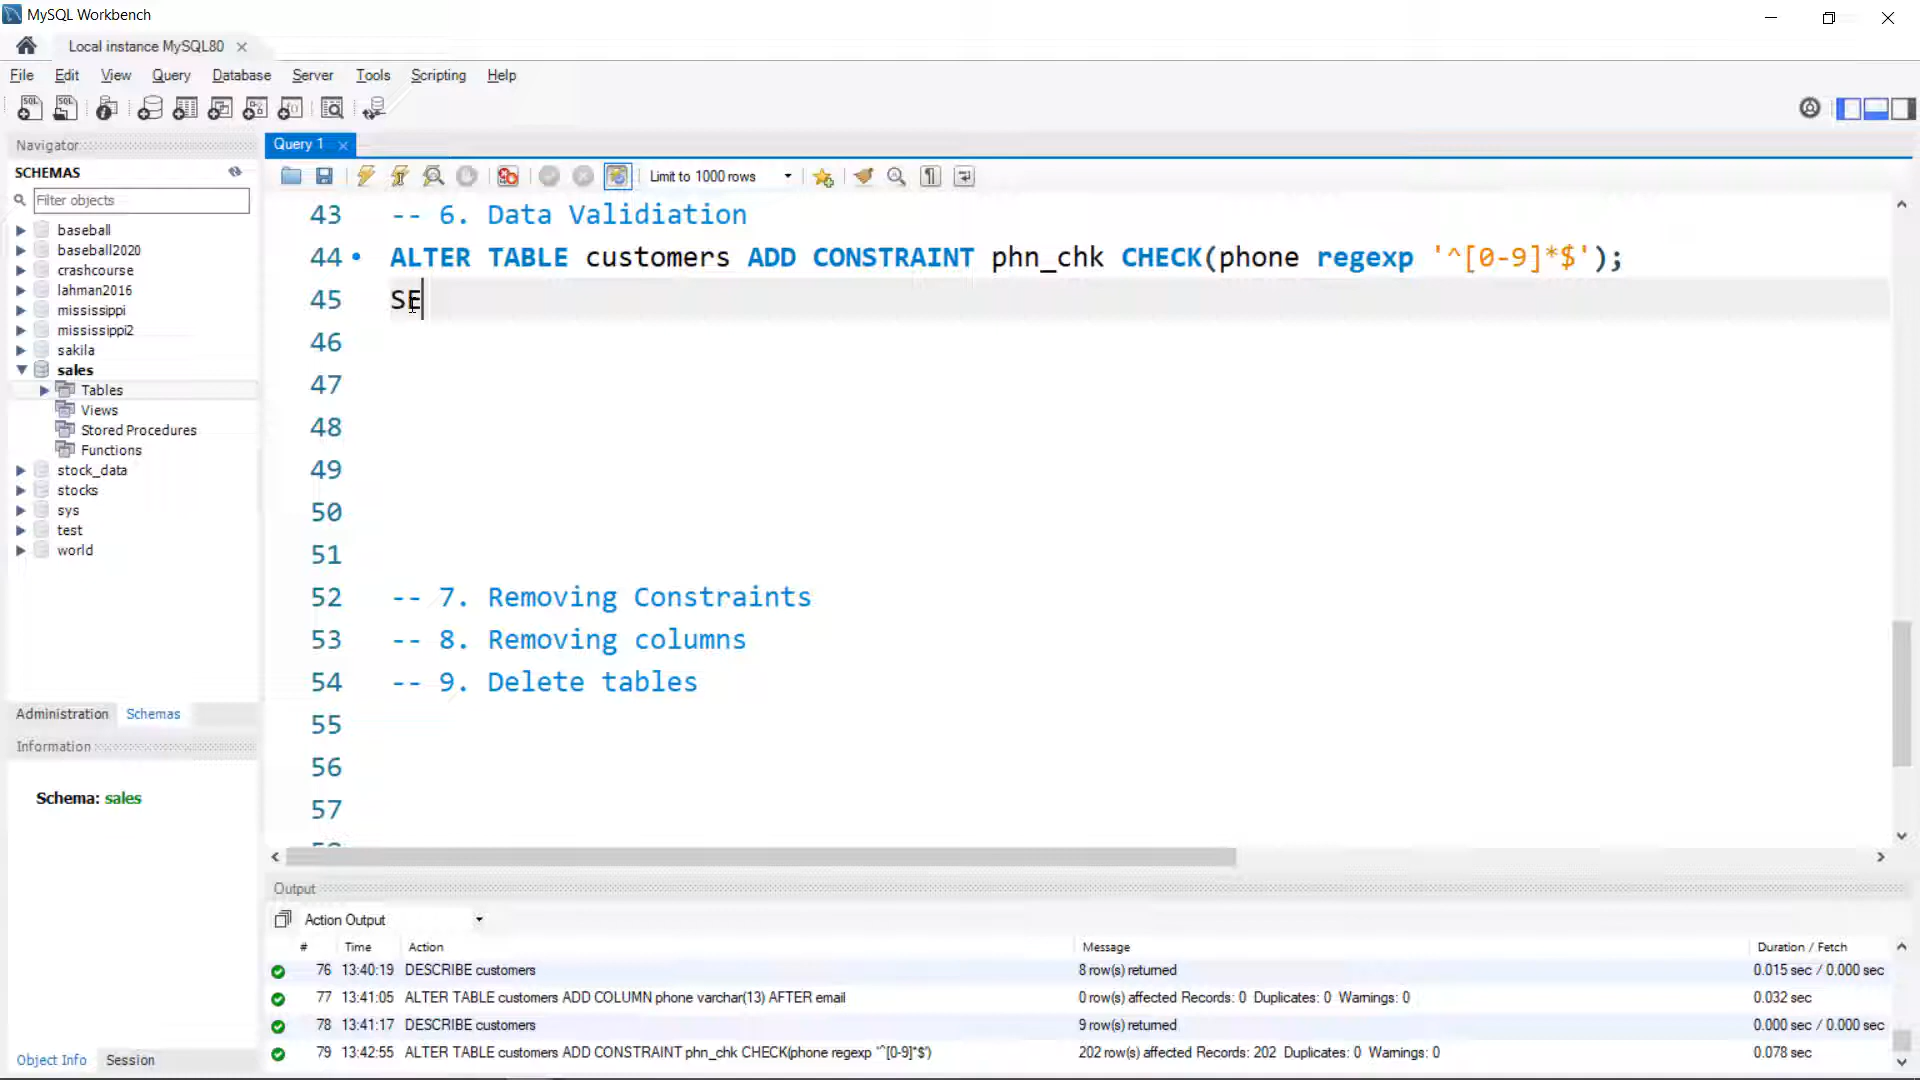 MySQL Workbench
Local instance MySQL80
File Edit View Query Database Server Tools Scripting Help
Navigator
SCHEMAS
Filter objects
baseball
baseball2020
crashcourse
lahman2016
mississippi
mississippi2
sakila
sales
Tables
Views
Stored Procedures
Functions
stock_data
stocks
sys
test
world
Administration Schemas
Information
Schema: sales
Object Info Session
Query 1
Limit to 1000 rows
43 -- 6. Data Validiation
44 ALTER TABLE customers ADD CONSTRAINT phn_chk CHECK(phone regexp '^[0-9]*$');
45 SE
46
47
48
49
50
51
52 -- 7. Removing Constraints
53 -- 8. Removing columns
54 -- 9. Delete tables
55
56
57
Output
Action Output
# Time Action Message Duration / Fetch
76 13:40:19 DESCRIBE customers 8 row(s) returned 0.015 sec / 0.000 sec
77 13:41:05 ALTER TABLE customers ADD COLUMN phone varchar(13) AFTER email 0 row(s) affected Records: 0 Duplicates: 0 Warnings: 0 0.032 sec
78 13:41:17 DESCRIBE customers 9 row(s) returned 0.000 sec / 0.000 sec
79 13:42:55 ALTER TABLE customers ADD CONSTRAINT phn_chk CHECK(phone regexp '^[0-9]*$') 202 row(s) affected Records: 202 Duplicates: 0 Warnings: 0 0.078 sec